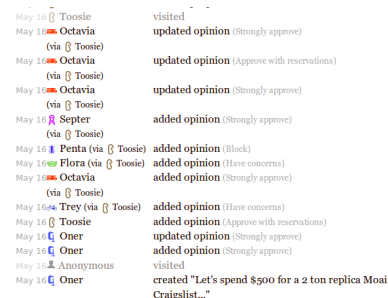 May 16 Toosie visited
May 16 Octavia updated opinion (Strongly approve)
(via Toosie)
May 16 Octavia updated opinion (Approve with reservations)
(via Toosie)
May 16 Octavia updated opinion (Strongly approve)
(via Toosie)
May 16 Septer added opinion (Strongly approve)
(via Toosie)
May 16 Penta (via Toosie) added opinion (Block)
May 16 Flora (via Toosie) added opinion (Have concerns)
May 16 Octavia added opinion (Strongly approve)
(via Toosie)
May 16 Trey (via Toosie) added opinion (Have concerns)
May 16 Toosie added opinion (Approve with reservations)
May 16 Oner updated opinion (Strongly approve)
May 16 Oner added opinion (Strongly approve)
May 16 Anonymous visited
May 16 Oner created "Let's spend $500 for a 2 ton replica Moai
Craigslist..."